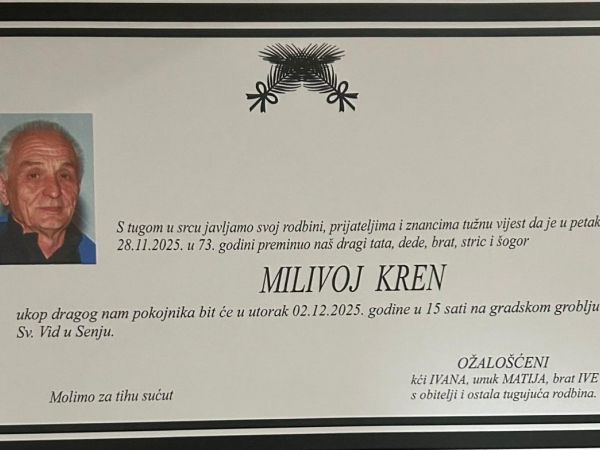 S tugom u srcu javljamo svoj rodbini, prijateljima i znancima tužnu vijest da je u petak
28.11.2025. u 73. godini preminuo naš dragi tata, dede, brat, stric i šogor
MILIVOJ KREN
ukop dragog nam pokojnika bit će u utorak 02.12.2025. godine u 15 sati na gradskom groblju
Sv. Vid u Senju.
OŽALOŠĆENI
kći IVANA, unuk MATIJA, brat IVE
s obitelji i ostala tugujuća rodbina.
Molimo za tihu sućut